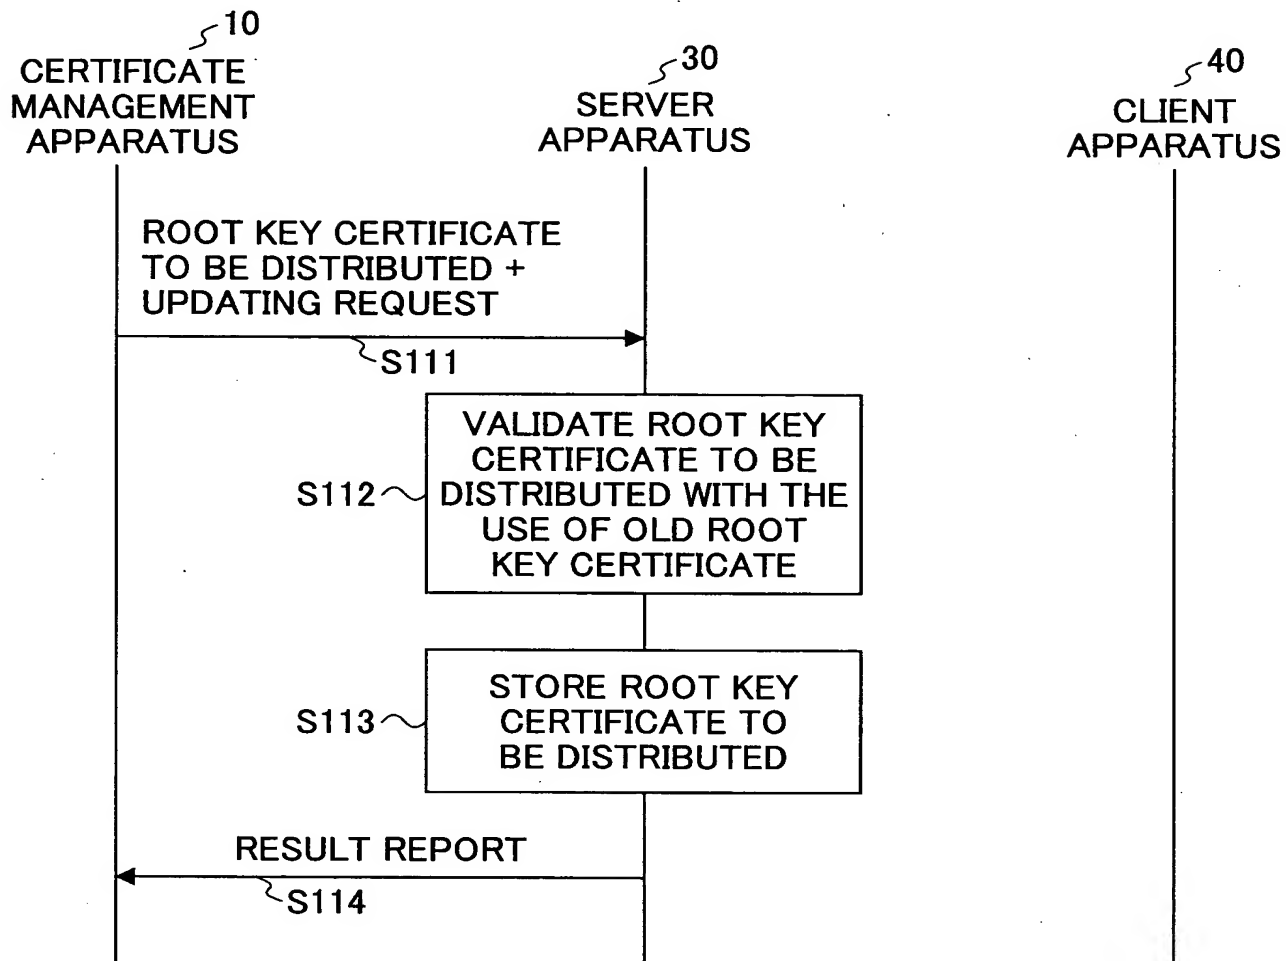 10
CERTIFICATE
MANAGEMENT
APPARATUS
30
SERVER
APPARATUS
40
CLIENT
APPARATUS
ROOT KEY CERTIFICATE
TO BE DISTRIBUTED +
UPDATING REQUEST
S111
VALIDATE ROOT KEY
CERTIFICATE TO BE
DISTRIBUTED WITH THE
USE OF OLD ROOT
KEY CERTIFICATE
S112
STORE ROOT KEY
CERTIFICATE TO
BE DISTRIBUTED
S113
RESULT REPORT
S114